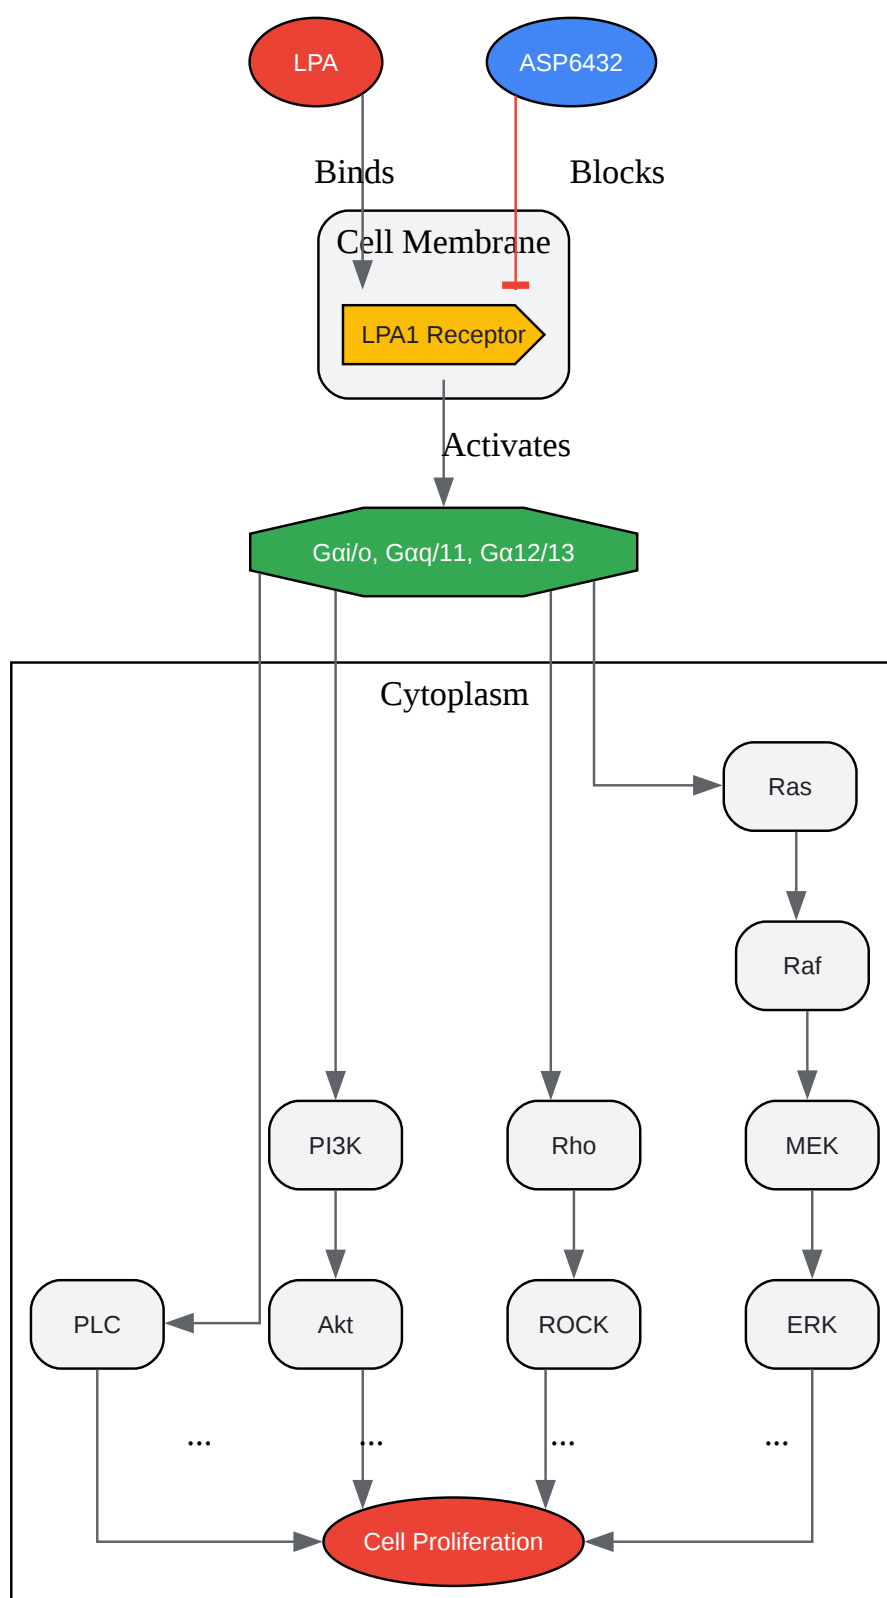 LPA
ASP6432
Binds
Blocks
Cell Membrane
LPA1 Receptor
Activates
Gαi/o, Gαq/11, Gα12/13
Cytoplasm
Ras
Raf
PI3K
Rho
MEK
PLC
Akt
ROCK
ERK
...
...
...
...
Cell Proliferation